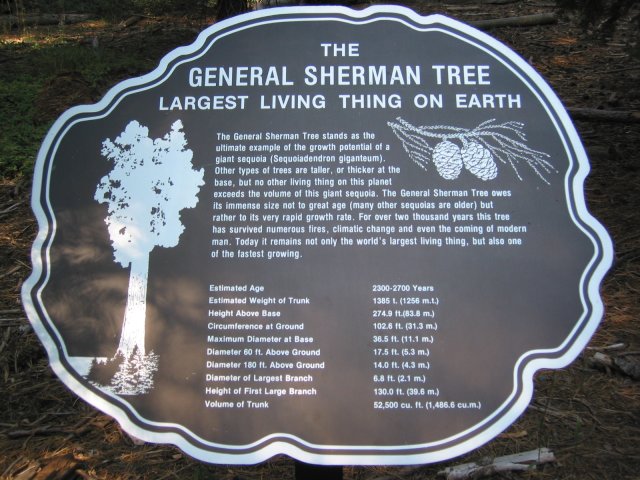 THE
GENERAL SHERMAN TREE
LARGEST LIVING THING ON EARTH
The General Sherman Tree stands as the
ultimate example of the growth potential of a
giant sequoia (Sequoiadendron giganteum).
Other types of trees are taller, or thicker at the
base, but no other living thing on this planet
exceeds the volume of this giant sequoia. The General Sherman Tree owes
its immense size not to great age (many other sequoias are older) but
rather to its very rapid growth rate. For over two thousand years this tree
has survived numerous fires, climatic change and even the coming of modern
man. Today it remains not only the world's largest living thing, but also one
of the fastest growing.
Estimated Age 2300-2700 Years
Estimated Weight of Trunk 1385 t. (1256 m.t.)
Height Above Base 274.9 ft.(83.8 m.)
Circumference at Ground 102.6 ft. (31.3 m.)
Maximum Diameter at Base 36.5 ft. (11.1 m.)
Diameter 60 ft. Above Ground 17.5 ft. (5.3 m.)
Diameter 180 ft. Above Ground 14.0 ft. (4.3 m.)
Diameter of Largest Branch 6.8 ft. (2.1 m.)
Height of First Large Branch 130.0 ft. (39.6 m.)
Volume of Trunk 52,500 cu. ft. (1,486.6 cu.m.)